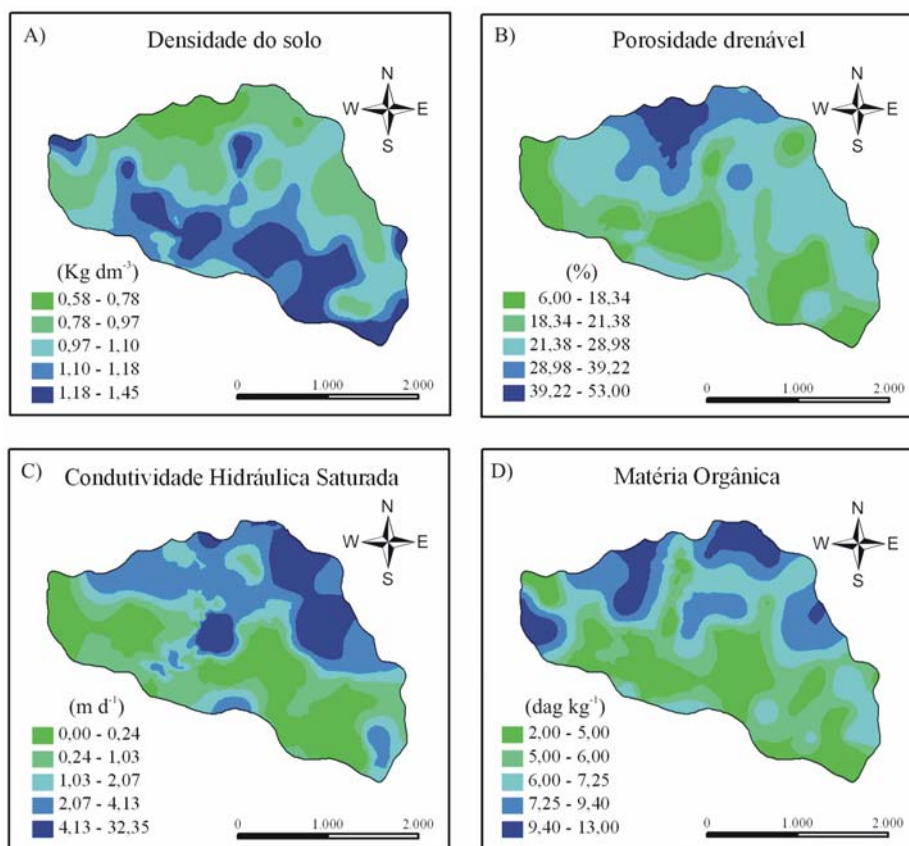 A)
Densidade do solo
N
W E
S
(Kg dm-3)
0,58 - 0,78
0,78 - 0,97
0,97 - 1,10
1,10 - 1,18
1,18 - 1,45
0 1.000 2.000
B)
Porosidade drenável
N
W E
S
(%)
6,00 - 18,34
18,34 - 21,38
21,38 - 28,98
28,98 - 39,22
39,22 - 53,00
0 1.000 2.000
C)
Condutividade Hidráulica Saturada
N
W E
S
(m d-1)
0,00 - 0,24
0,24 - 1,03
1,03 - 2,07
2,07 - 4,13
4,13 - 32,35
0 1.000 2.000
D)
Matéria Orgânica
N
W E
S
(dag kg-1)
2,00 - 5,00
5,00 - 6,00
6,00 - 7,25
7,25 - 9,40
9,40 - 13,00
0 1.000 2.000